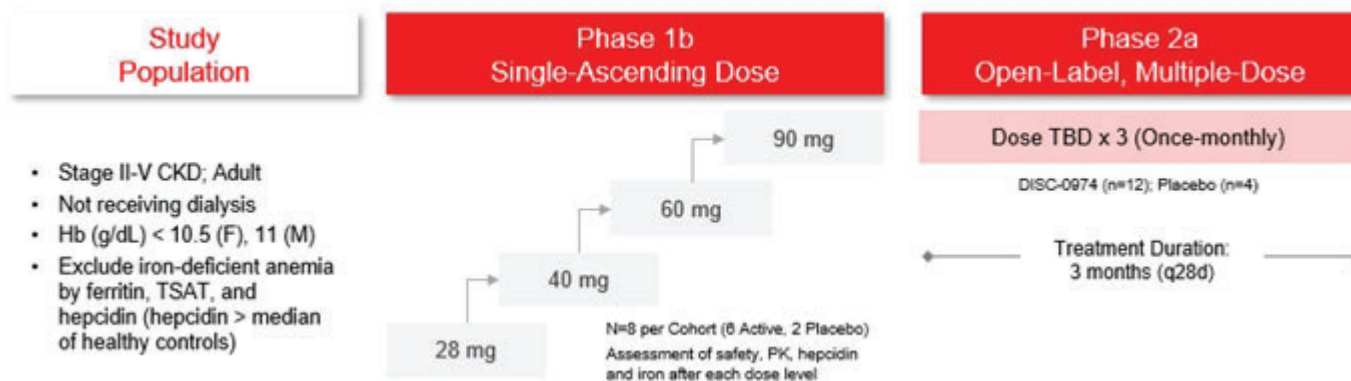 Study
Population
• Stage II-V CKD; Adult
• Not receiving dialysis
• Hb (g/dL) < 10.5 (F), 11 (M)
• Exclude iron-deficient anemia
by ferritin, TSAT, and
hepcidin (hepcidin > median
of healthy controls)
Phase 1b
Single-Ascending Dose
90 mg
60 mg
40 mg
28 mg
N=8 per Cohort (6 Active, 2 Placebo)
Assessment of safety, PK, hepcidin
and iron after each dose level
Phase 2a
Open-Label, Multiple-Dose
Dose TBD x 3 (Once-monthly)
DISC-0974 (n=12); Placebo (n=4)
Treatment Duration:
3 months (q28d)